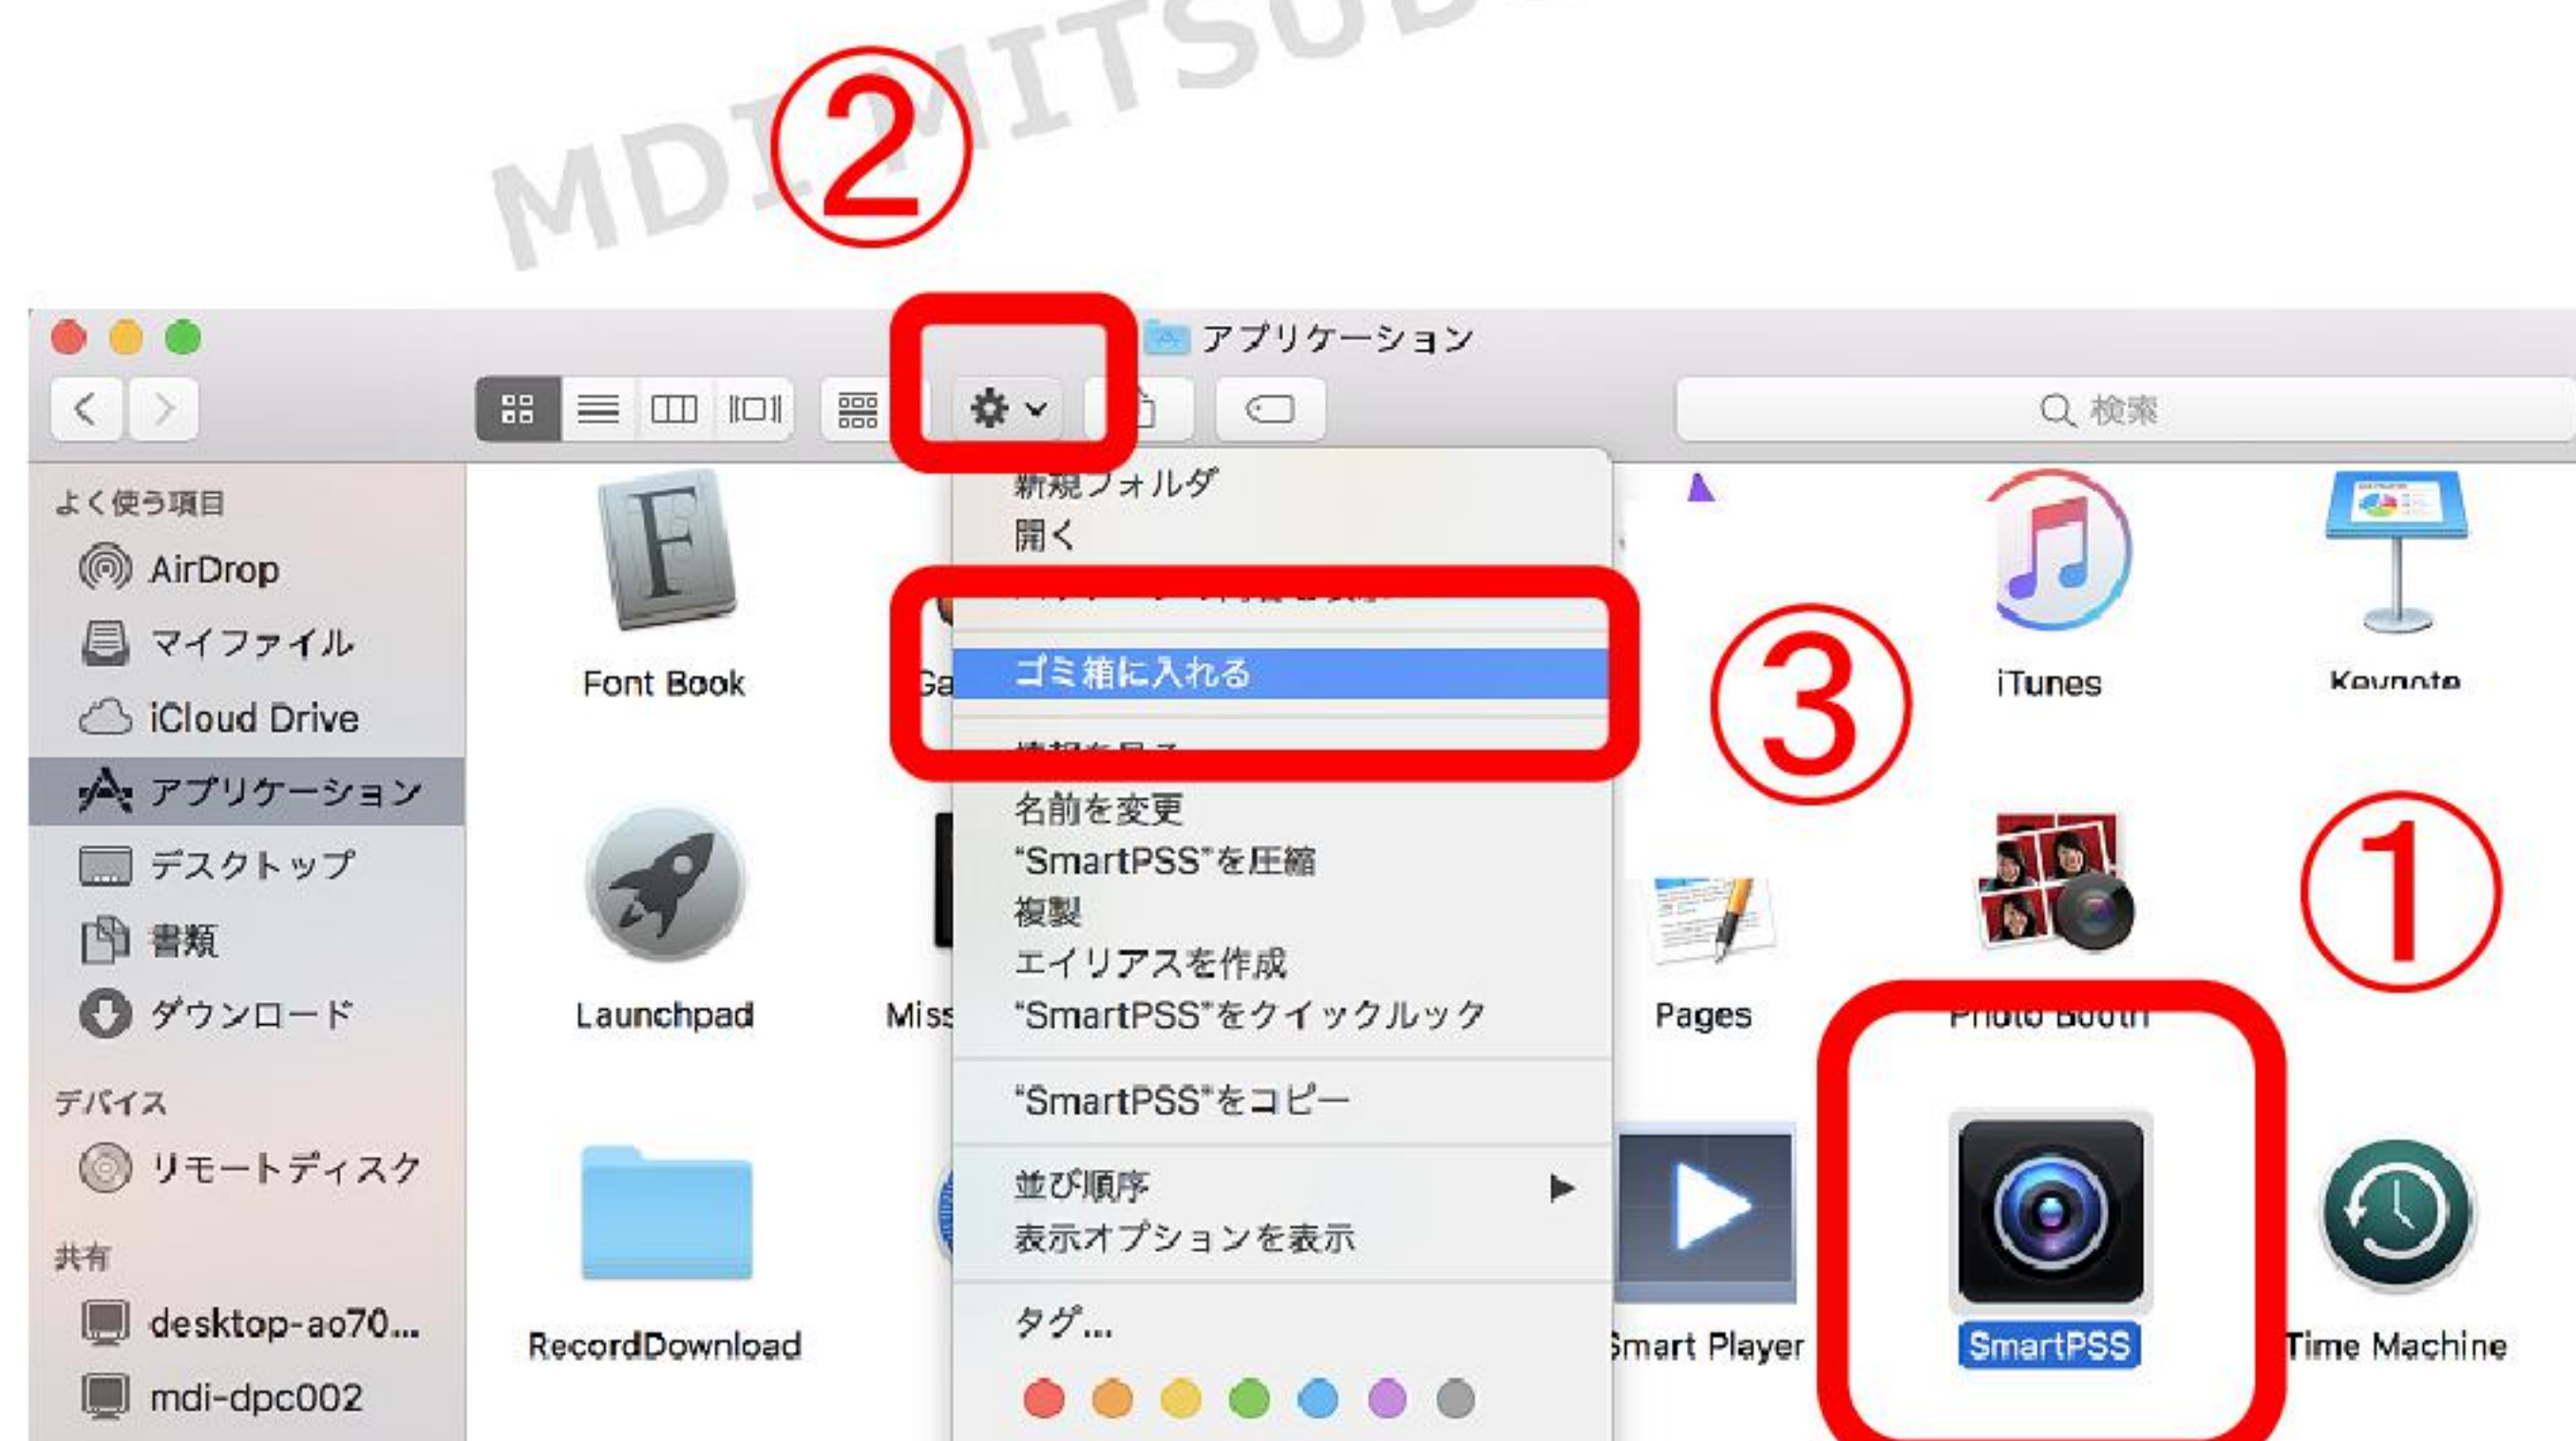 ②
アプリケーション
検索
よく使う項目
AirDrop
マイファイル
iCloud Drive
アプリケーション
デスクトップ
書類
ダウンロード
デバイス
リモートディスク
共有
desktop-ao70...
mdi-dpc002
新規フォルダ
開く
ゴミ箱に入れる
名前を変更
“SmartPSS”を圧縮
複製
エイリアスを作成
“SmartPSS”をクイックルック
“SmartPSS”をコピー
並び順序
表示オプションを表示
タグ...
③
①
Font Book
iTunes
Keynote
Launchpad
Pages
Photo Booth
RecordDownload
Smart Player
SmartPSS
Time Machine